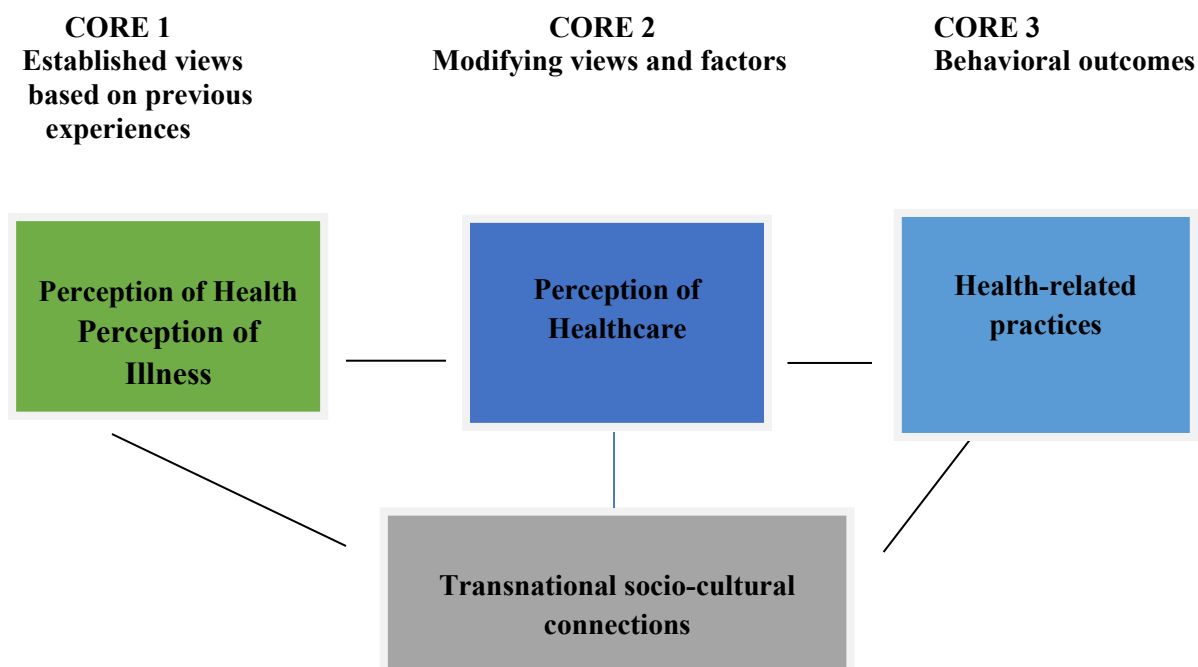 CORE 1
Established views
based on previous
experiences
CORE 2
Modifying views and factors
CORE 3
Behavioral outcomes
Perception of Health
Perception of
Illness
Perception of
Healthcare
Health-related
practices
Transnational socio-cultural
connections